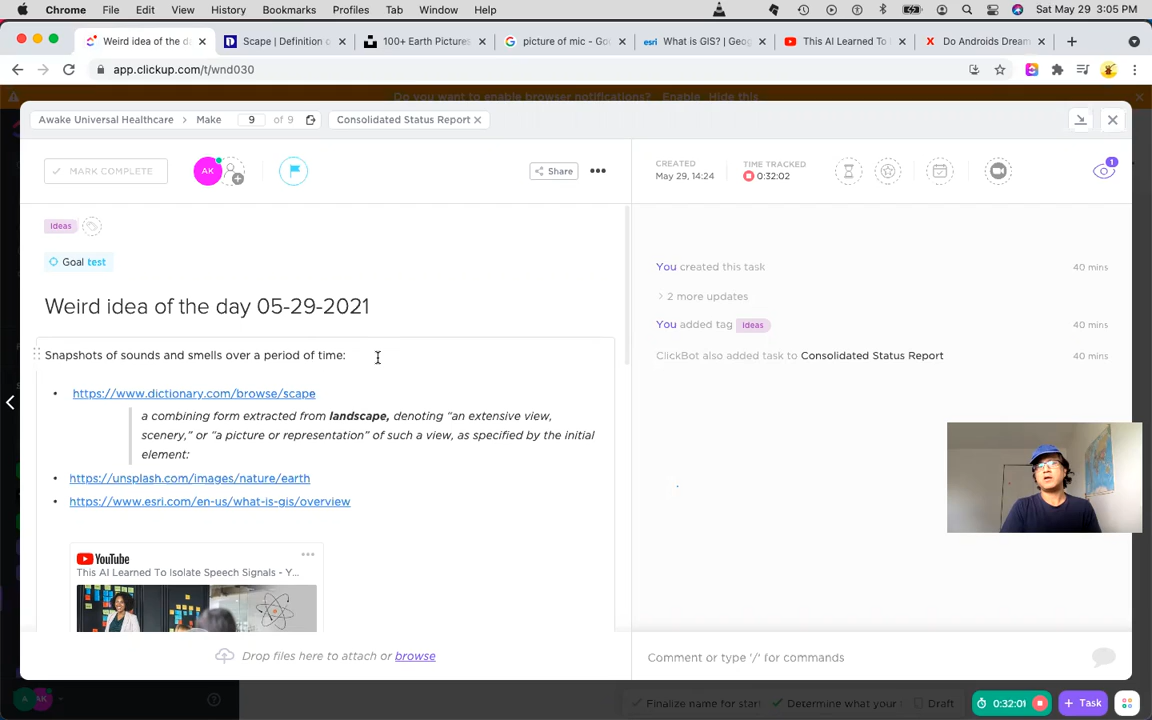 Chrome File Edit View History Bookmarks Profiles Tab Window Help Sat May 29 3:05 PM
Weird idea of the d Scape | Definition o 100+ Earth Pictures picture of mic - Goo esri What is GIS? | Geog This AI Learned To Do Androids Dream
app.clickup.com/t/wnd030
Do you want to enable browser notifications? Enable Hide this
Awake Universal Healthcare > Make 9 of 9 Consolidated Status Report
MARK COMPLETE AK Share CREATED TIME TRACKED 1
May 29, 14:24 0:32:02
Ideas
Goal test
You created this task 40 mins
2 more updates
Weird idea of the day 05-29-2021
You added tag Ideas 40 mins
Snapshots of sounds and smells over a period of time:
ClickBot also added task to Consolidated Status Report 40 mins
• https://www.dictionary.com/browse/scape
a combining form extracted from landscape, denoting “an extensive view,
scenery,” or “a picture or representation” of such a view, as specified by the initial
element:
• https://unsplash.com/images/nature/earth
• https://www.esri.com/en-us/what-is-gis/overview
YouTube
This AI Learned To Isolate Speech Signals - Y...
Drop files here to attach or browse
Comment or type '/' for commands
A AK Finalize name for star Determine what your Draft 0:32:01 + Task